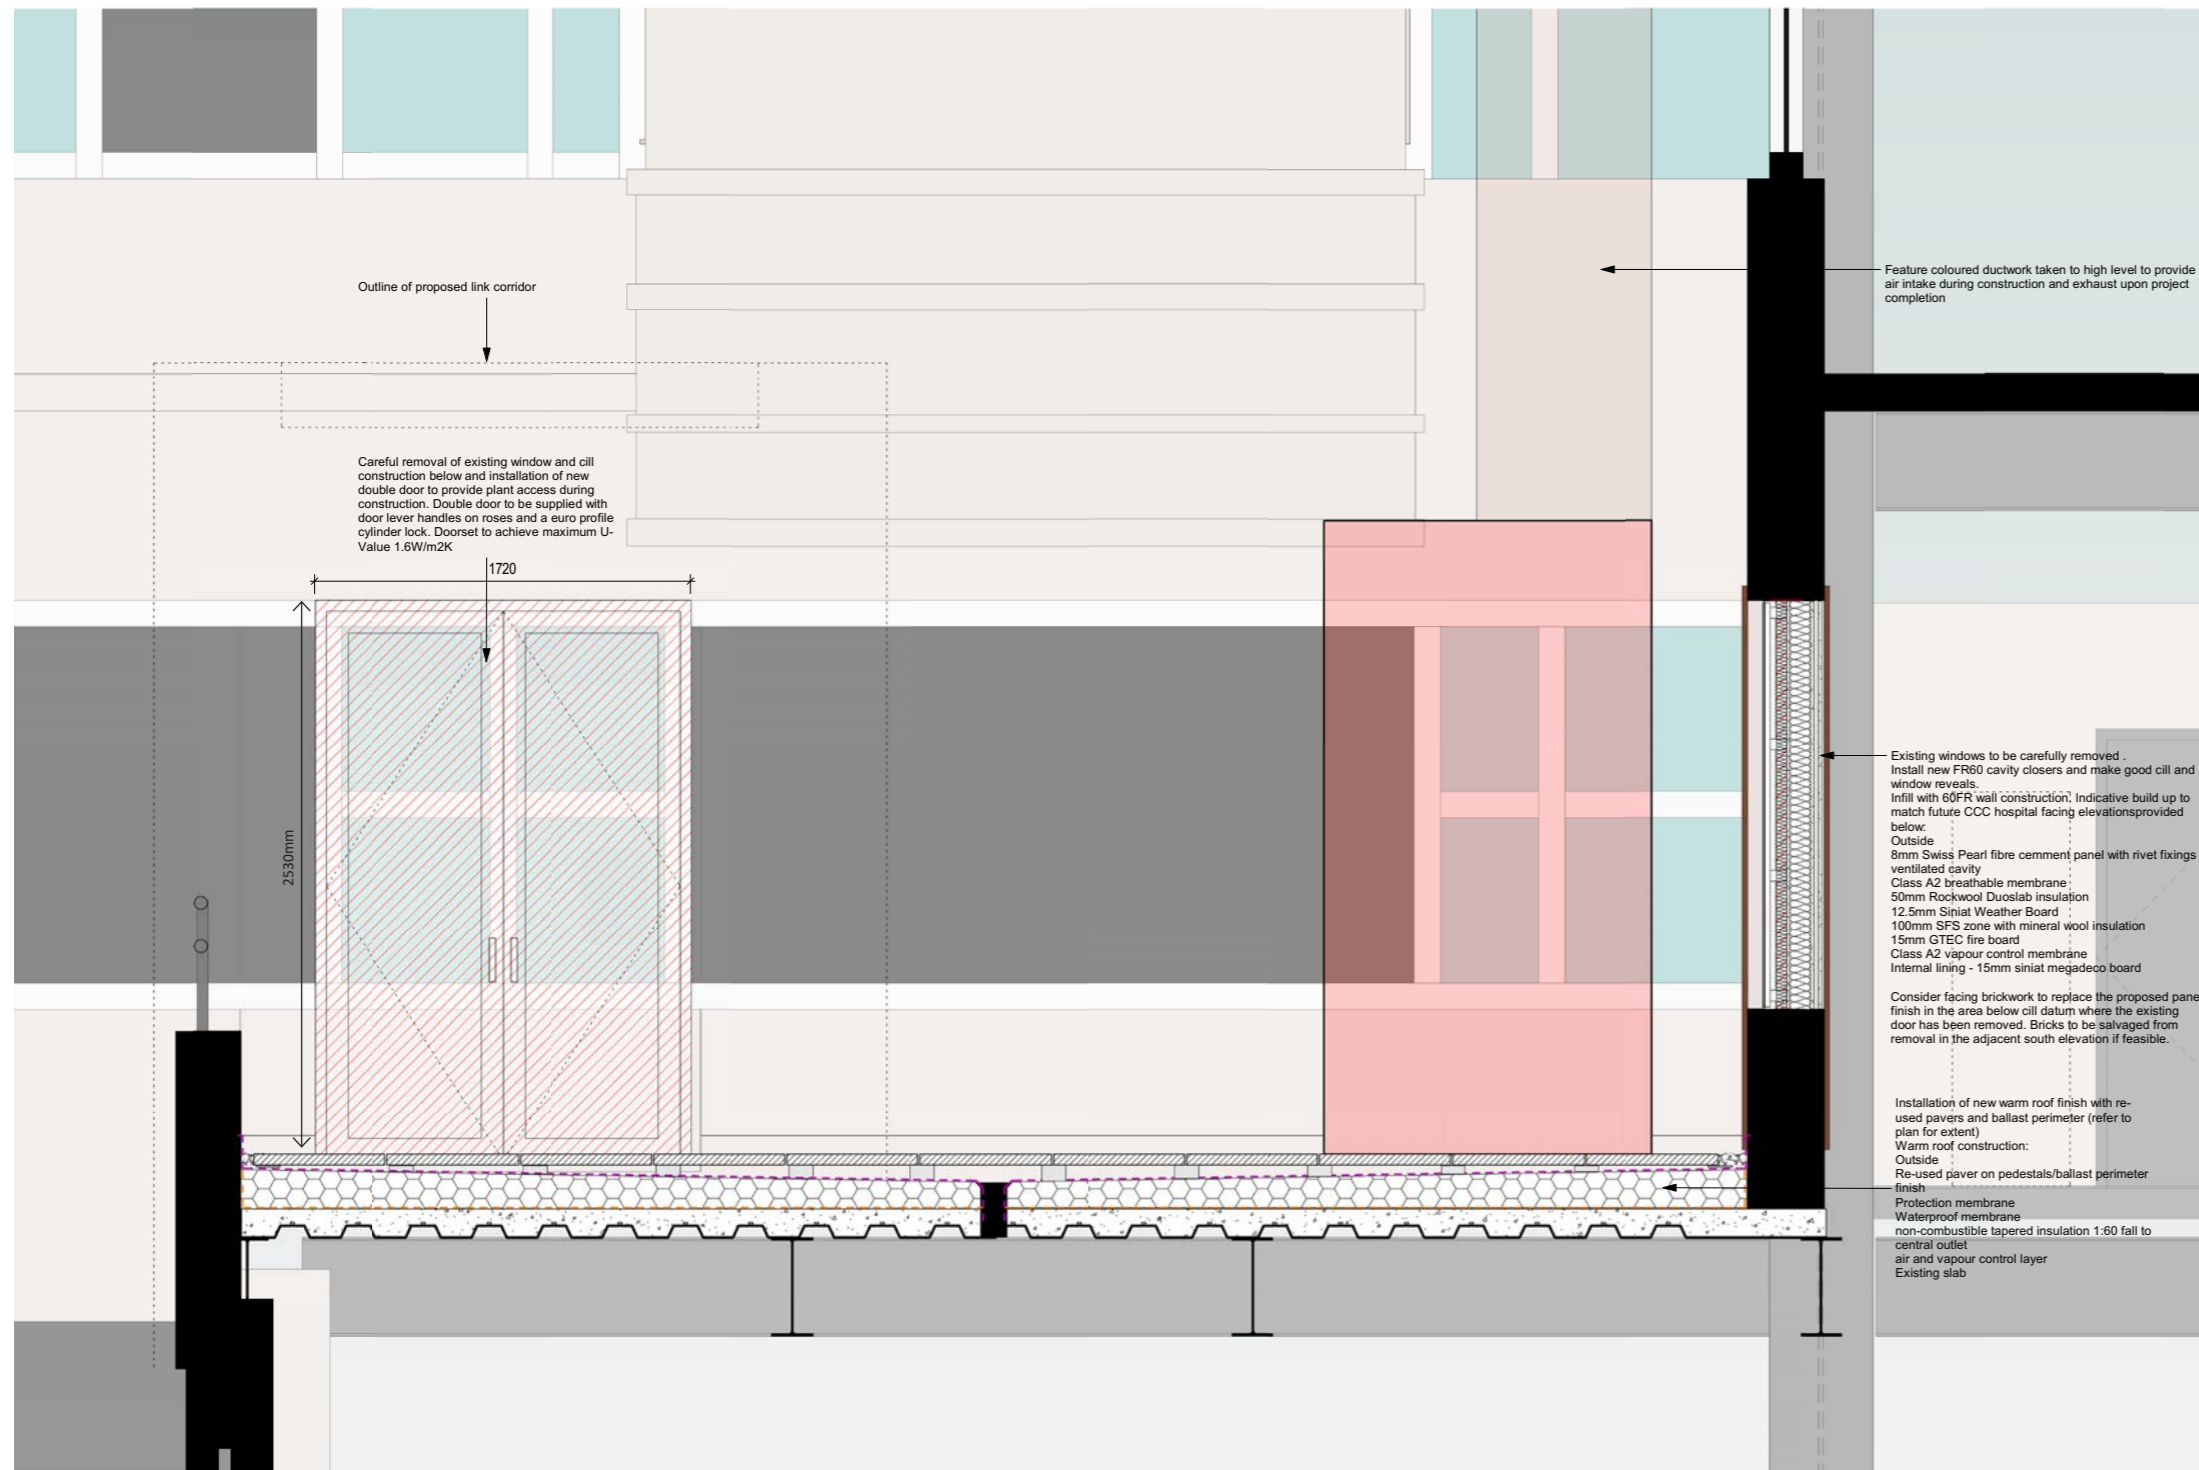 Feature coloured ductwork taken to high level to provide
air intake during construction and exhaust upon project
completion
Outline of proposed link corridor
Careful removal of existing window and cill
construction below and installation of new
double door to provide plant access during
construction. Double door to be supplied with
door lever handles on roses and a euro profile
cylinder lock. Doorset to achieve maximum U-
Value 1.6W/m2K
1720
2530mm
Existing windows to be carefully removed .
Install new FR60 cavity closers and make good cill and
window reveals.
Infill with 60FR wall construction. Indicative build up to
match future CCC hospital facing elevationsprovided
below:
Outside
8mm Swiss Pearl fibre cemment panel with rivet fixings
ventilated cavity
Class A2 breathable membrane
50mm Rockwool Duoslab insulation
12.5mm Siniat Weather Board
100mm SFS zone with mineral wool insulation
15mm GTEC fire board
Class A2 vapour control membrane
Internal lining - 15mm siniat megadeco board
Consider facing brickwork to replace the proposed pane
finish in the area below cill datum where the existing
door has been removed. Bricks to be salvaged from
removal in the adjacent south elevation if feasible.
Installation of new warm roof finish with re-
used pavers and ballast perimeter (refer to
plan for extent)
Warm roof construction:
Outside
Re-used paver on pedestals/ballast perimeter
finish
Protection membrane
Waterproof membrane
non-combustible tapered insulation 1:60 fall to
central outlet
air and vapour control layer
Existing slab